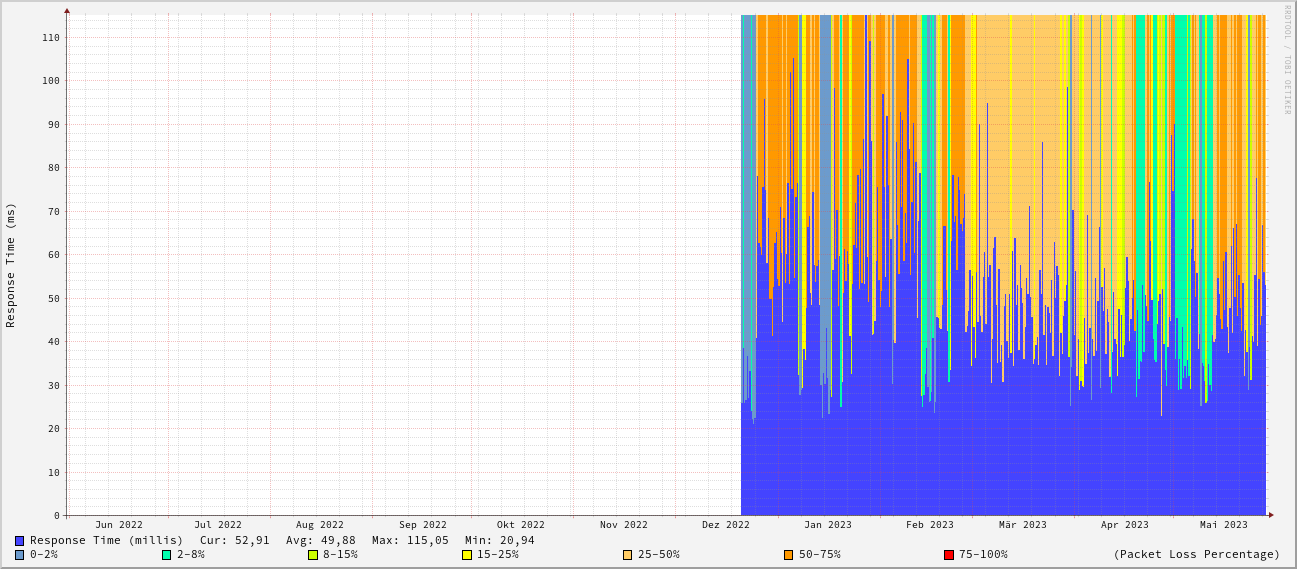 RRDTOOL / TOBI OETIKER
Response Time (ms)
110
100
90
80
70
60
50
40
30
20
10
0
Jun 2022 Jul 2022 Aug 2022 Sep 2022 Okt 2022 Nov 2022 Dez 2022 Jan 2023 Feb 2023 Mär 2023 Apr 2023 Mai 2023
Response Time (millis) Cur: 52,91 Avg: 49,88 Max: 115,05 Min: 20,94
0-2% 2-8% 8-15% 15-25% 25-50% 50-75% 75-100% (Packet Loss Percentage)